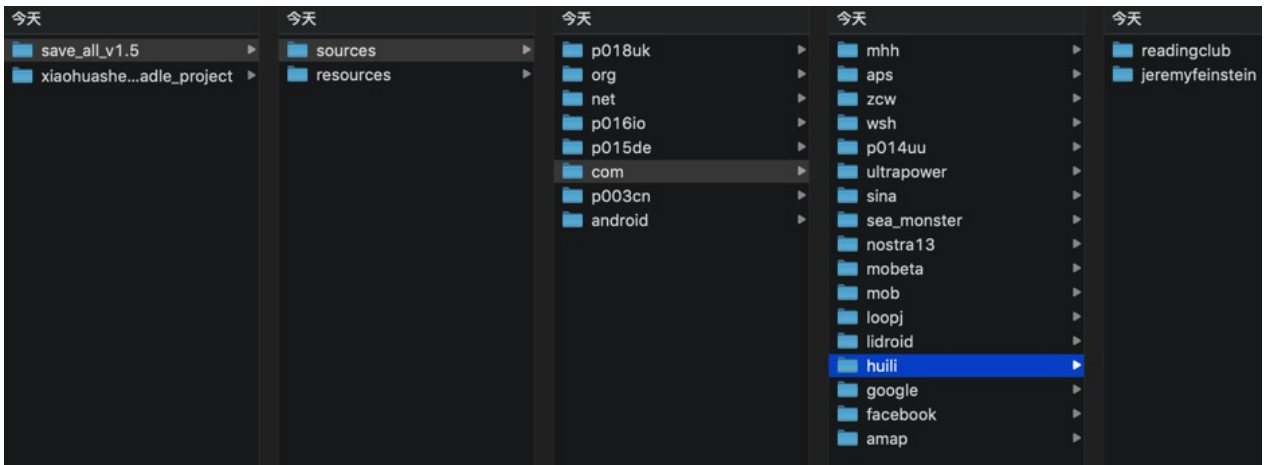 今天
save_all_v1.5
xiaohuashe...adle_project
今天
sources
resources
今天
p018uk
org
net
p016io
p015de
com
p003cn
android
今天
mhh
aps
zcw
wsh
p014uu
ultrapower
sina
sea_monster
nostra13
mobeta
mob
loopj
lidroid
huili
google
facebook
amap
今天
readingclub
jeremyfeinstein